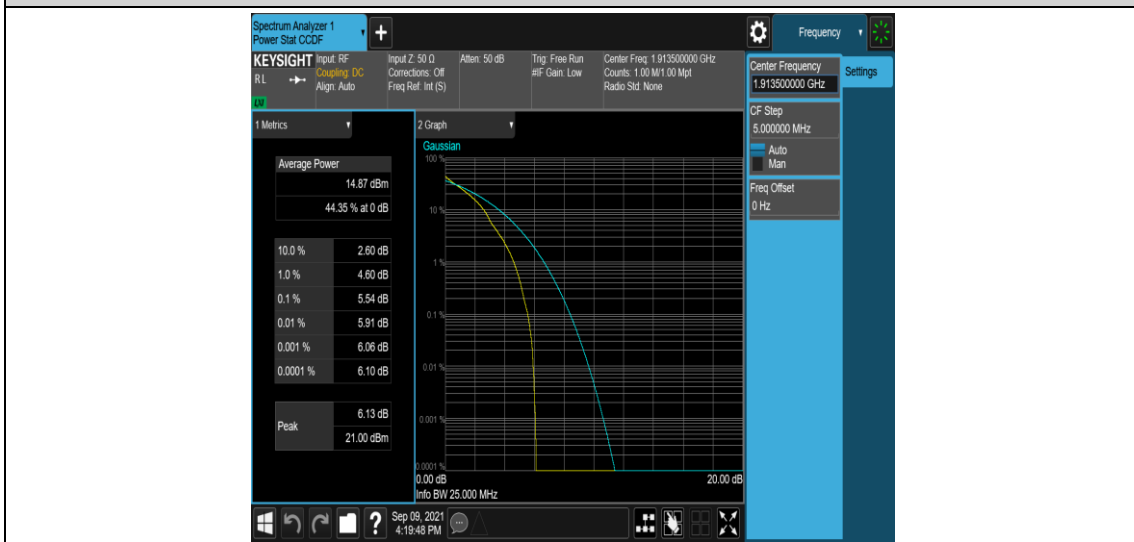 Spectrum Analyzer 1
Power Stat CCDF
+
Frequency
KEYSIGHT
RL
LXI
Input: RF
Coupling: DC
Align: Auto
Input Z: 50 Ω
Corrections: Off
Freq Ref: Int (S)
Atten: 50 dB
Trig: Free Run
#IF Gain: Low
Center Freq: 1.913500000 GHz
Counts: 1.00 M/1.00 Mpt
Radio Std: None
Center Frequency
1.913500000 GHz
Settings
CF Step
5.000000 MHz
Auto
Man
Freq Offset
0 Hz
1 Metrics
Average Power
14.87 dBm
44.35 % at 0 dB
10.0 % 2.60 dB
1.0 % 4.60 dB
0.1 % 5.54 dB
0.01 % 5.91 dB
0.001 % 6.06 dB
0.0001 % 6.10 dB
Peak
6.13 dB
21.00 dBm
2 Graph
Gaussian
100 %
10 %
1 %
0.1 %
0.01 %
0.001 %
0.0001 %
0.00 dB 20.00 dB
Info BW 25.000 MHz
?
Sep 09, 2021
4:19:48 PM